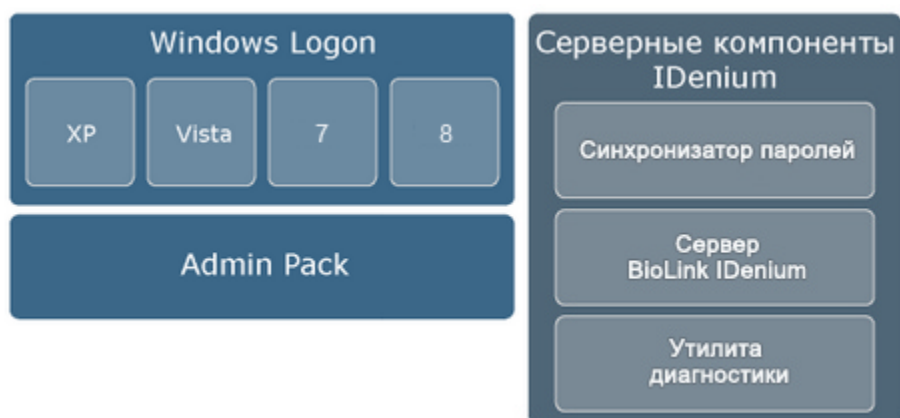 Windows Logon
XP
Vista
7
8
Admin Pack
Серверные компоненты
IDenium
Синхронизатор паролей
Сервер
BioLink IDenium
Утилита
диагностики